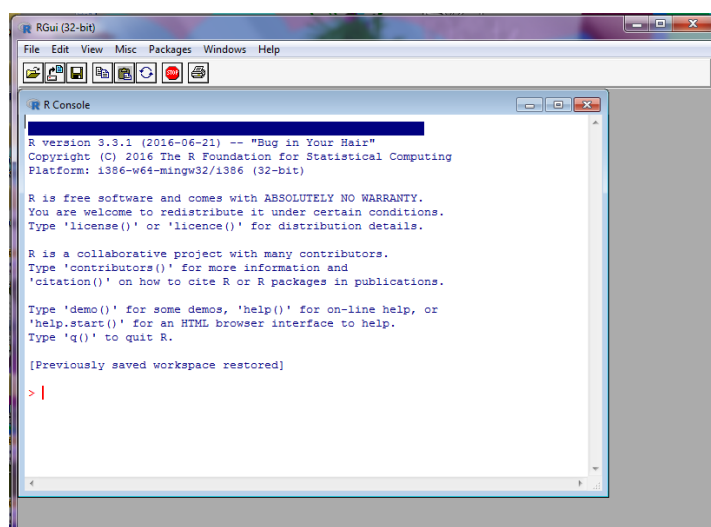 RGui (32-bit)
File Edit View Misc Packages Windows Help
STOP
R Console
R version 3.3.1 (2016-06-21) -- "Bug in Your Hair"
Copyright (C) 2016 The R Foundation for Statistical Computing
Platform: i386-w64-mingw32/i386 (32-bit)
R is free software and comes with ABSOLUTELY NO WARRANTY.
You are welcome to redistribute it under certain conditions.
Type 'license()' or 'licence()' for distribution details.
R is a collaborative project with many contributors.
Type 'contributors()' for more information and
'citation()' on how to cite R or R packages in publications.
Type 'demo()' for some demos, 'help()' for on-line help, or
'help.start()' for an HTML browser interface to help.
Type 'q()' to quit R.
[Previously saved workspace restored]
>